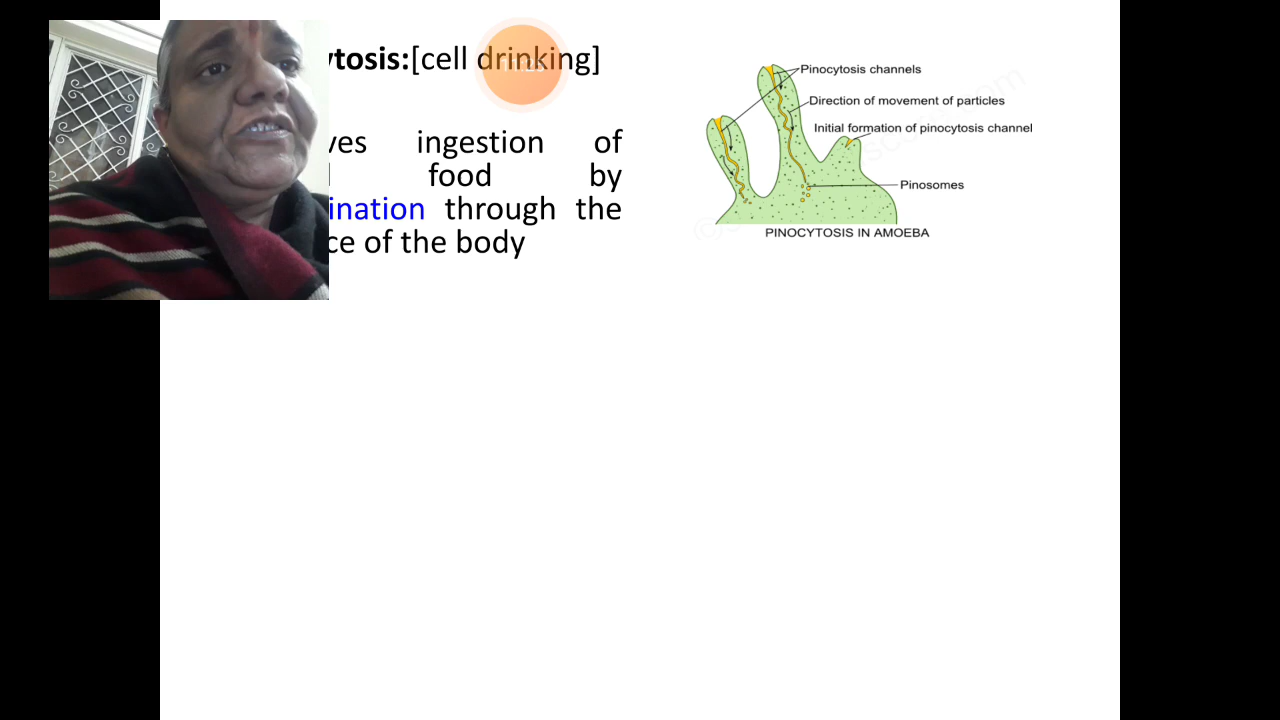 ytosis:[cell drinking]
ves ingestion of
food by
ination through the
ce of the body
Pinocytosis channels
Direction of movement of particles
Initial formation of pinocytosis channel
Pinosomes
PINOCYTOSIS IN AMOEBA